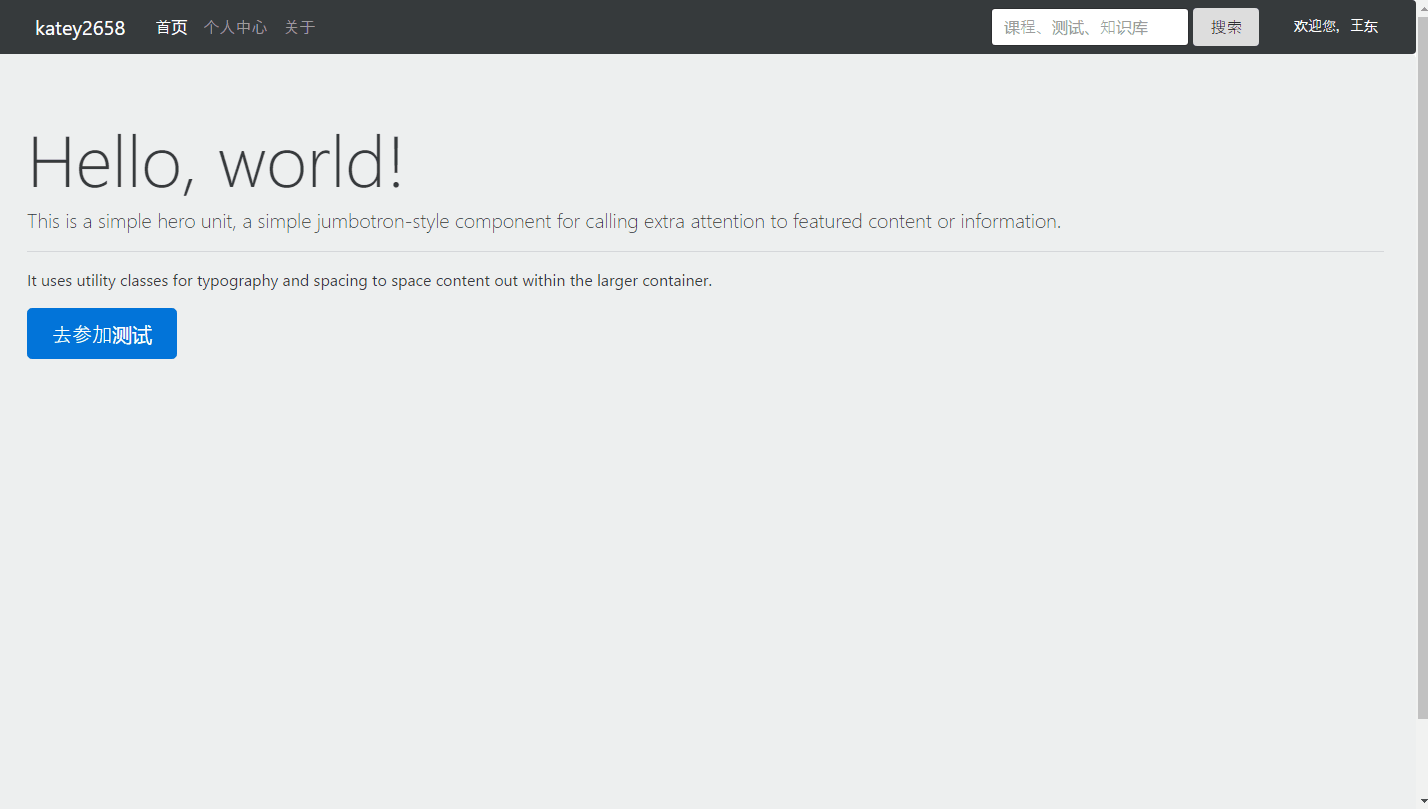 katey2658 首页 个人中心 关于 课程、测试、知识库 搜索 欢迎您，王东
Hello, world!
This is a simple hero unit, a simple jumbotron-style component for calling extra attention to featured content or information.
It uses utility classes for typography and spacing to space content out within the larger container.
去参加测试